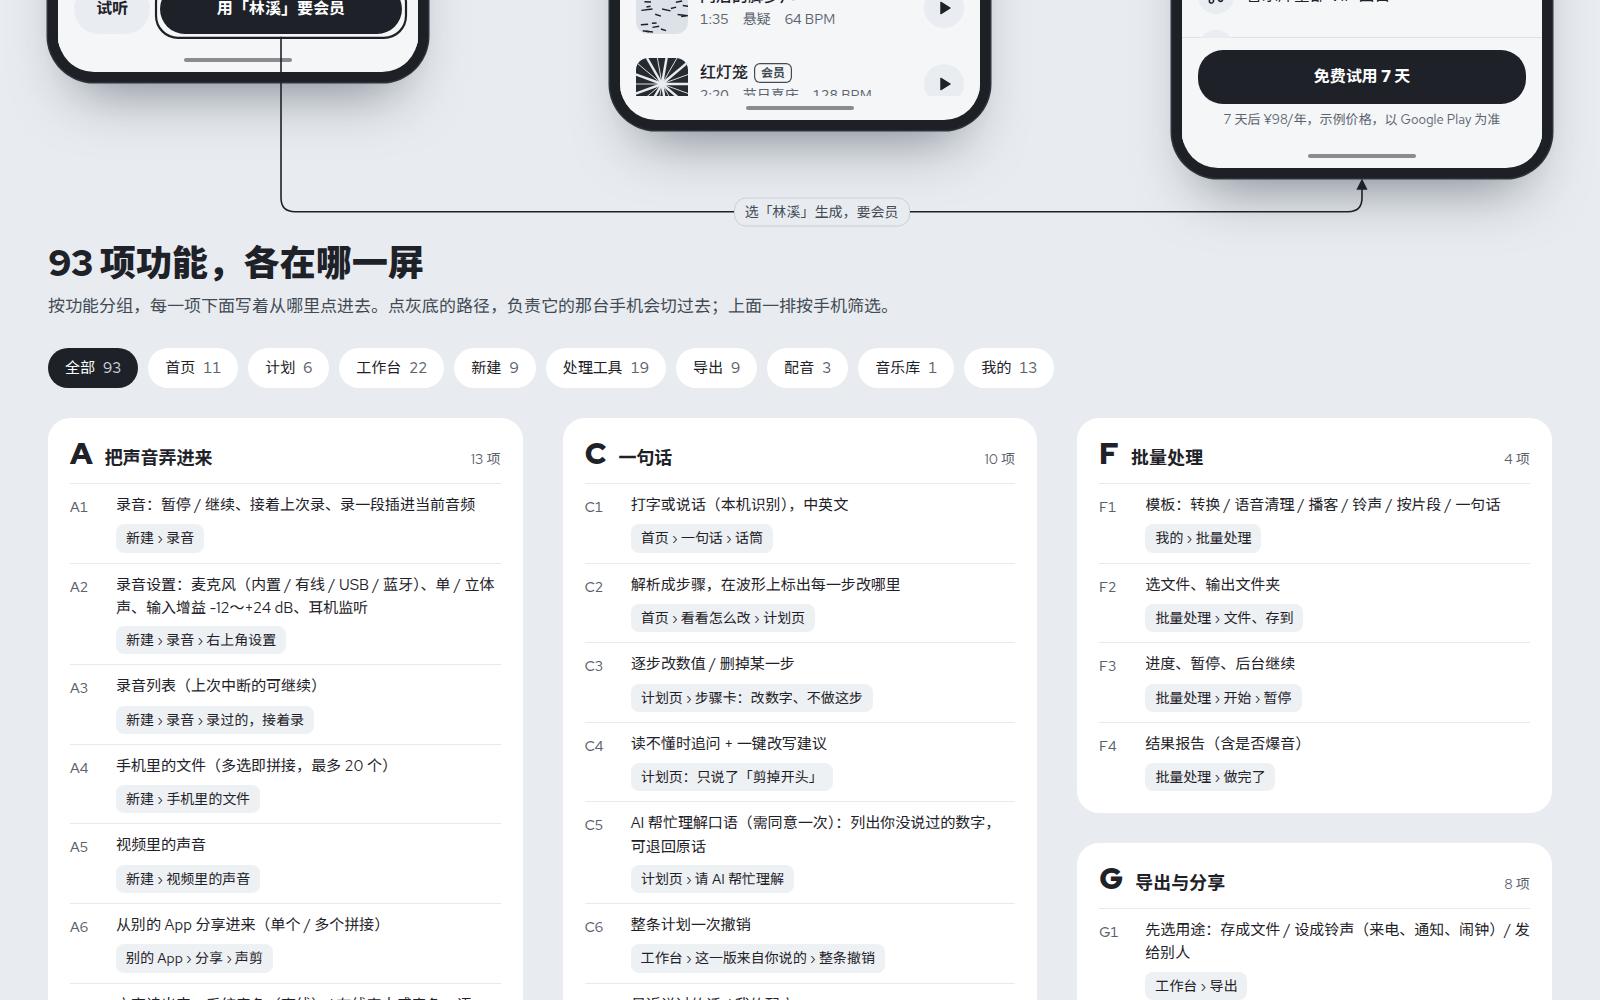 试听
用「林溪」要会员
1:35 悬疑 64 BPM
红灯笼 会员
2:20 节日喜庆 128 BPM
免费试用 7 天
7 天后 ¥98/年，示例价格，以 Google Play 为准
选「林溪」生成，要会员
93 项功能，各在哪一屏
按功能分组，每一项下面写着从哪里点进去。点灰底的路径，负责它的那台手机会切过去；上面一排按手机筛选。
全部 93
首页 11
计划 6
工作台 22
新建 9
处理工具 19
导出 9
配音 3
音乐库 1
我的 13
A 把声音弄进来 13 项
A1 录音：暂停 / 继续、接着上次录、录一段插进当前音频
新建 › 录音
A2 录音设置：麦克风（内置 / 有线 / USB / 蓝牙）、单 / 立体
声、输入增益 -12～+24 dB、耳机监听
新建 › 录音 › 右上角设置
A3 录音列表（上次中断的可继续）
新建 › 录音 › 录过的，接着录
A4 手机里的文件（多选即拼接，最多 20 个）
新建 › 手机里的文件
A5 视频里的声音
新建 › 视频里的声音
A6 从别的 App 分享进来（单个 / 多个拼接）
别的 App › 分享 › 声剪
C 一句话 10 项
C1 打字或说话（本机识别），中英文
首页 › 一句话 › 话筒
C2 解析成步骤，在波形上标出每一步改哪里
首页 › 看看怎么改 › 计划页
C3 逐步改数值 / 删掉某一步
计划页 › 步骤卡：改数字、不做这步
C4 读不懂时追问 + 一键改写建议
计划页：只说了「剪掉开头」
C5 AI 帮忙理解口语（需同意一次）：列出你没说过的数字，
可退回原话
计划页 › 请 AI 帮忙理解
C6 整条计划一次撤销
工作台 › 这一版来自你说的 › 整条撤销
F 批量处理 4 项
F1 模板：转换 / 语音清理 / 播客 / 铃声 / 按片段 / 一句话
我的 › 批量处理
F2 选文件、输出文件夹
批量处理 › 文件、存到
F3 进度、暂停、后台继续
批量处理 › 开始 › 暂停
F4 结果报告（含是否爆音）
批量处理 › 做完了
G 导出与分享 8 项
G1 先选用途：存成文件 / 设成铃声（来电、通知、闹钟）/ 发
给别人
工作台 › 导出